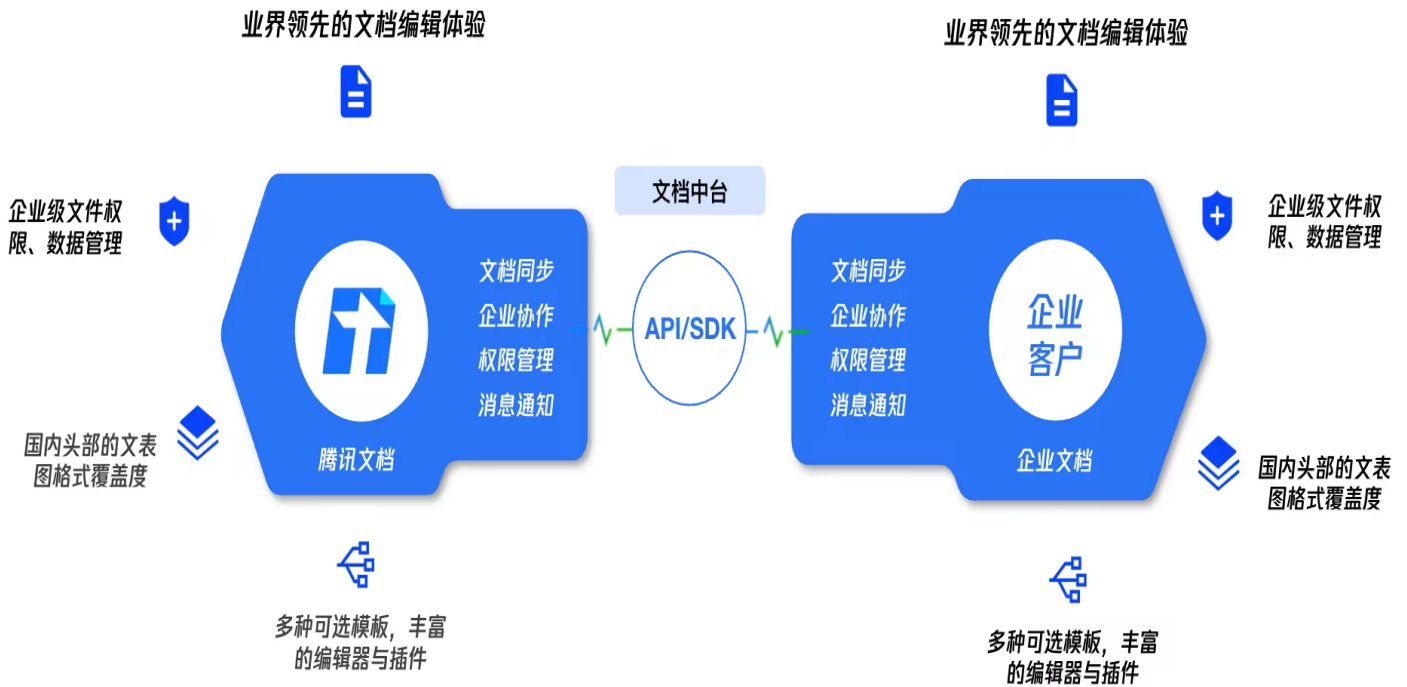 业界领先的文档编辑体验
企业级文件权
限、数据管理
国内头部的文表
图格式覆盖度
腾讯文档
文档同步
企业协作
权限管理
消息通知
多种可选模板，丰富
的编辑器与插件
文档中台
API/SDK
业界领先的文档编辑体验
文档同步
企业协作
权限管理
消息通知
企业
客户
企业文档
企业级文件权
限、数据管理
国内头部的文表
图格式覆盖度
多种可选模板，丰富
的编辑器与插件